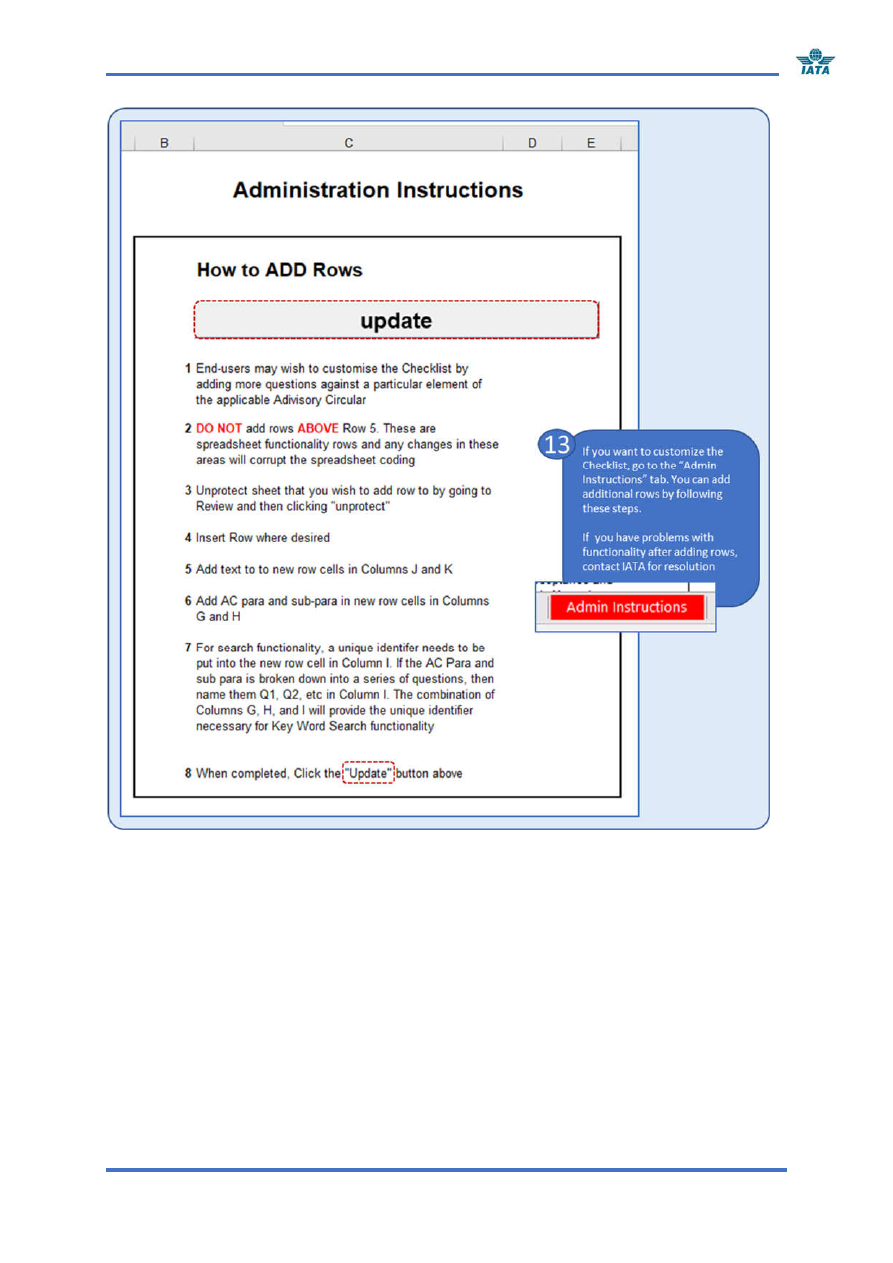 IATA
B C D E
Administration Instructions
How to ADD Rows
update
1 End-users may wish to customise the Checklist by
adding more questions against a particular element of
the applicable Adivisory Circular
2 DO NOT add rows ABOVE Row 5. These are
spreadsheet functionality rows and any changes in these
areas will corrupt the spreadsheet coding
3 Unprotect sheet that you wish to add row to by going to
Review and then clicking "unprotect"
4 Insert Row where desired
5 Add text to to new row cells in Columns J and K
6 Add AC para and sub-para in new row cells in Columns
G and H
7 For search functionality, a unique identifer needs to be
put into the new row cell in Column I. If the AC Para and
sub para is broken down into a series of questions, then
name them Q1, Q2, etc in Column I. The combination of
Columns G, H, and I will provide the unique identifier
necessary for Key Word Search functionality
8 When completed, Click the "Update" button above
13
If you want to customize the
Checklist, go to the “Admin
Instructions” tab. You can add
additional rows by following
these steps.
If you have problems with
functionality after adding rows,
contact IATA for resolution
Admin Instructions